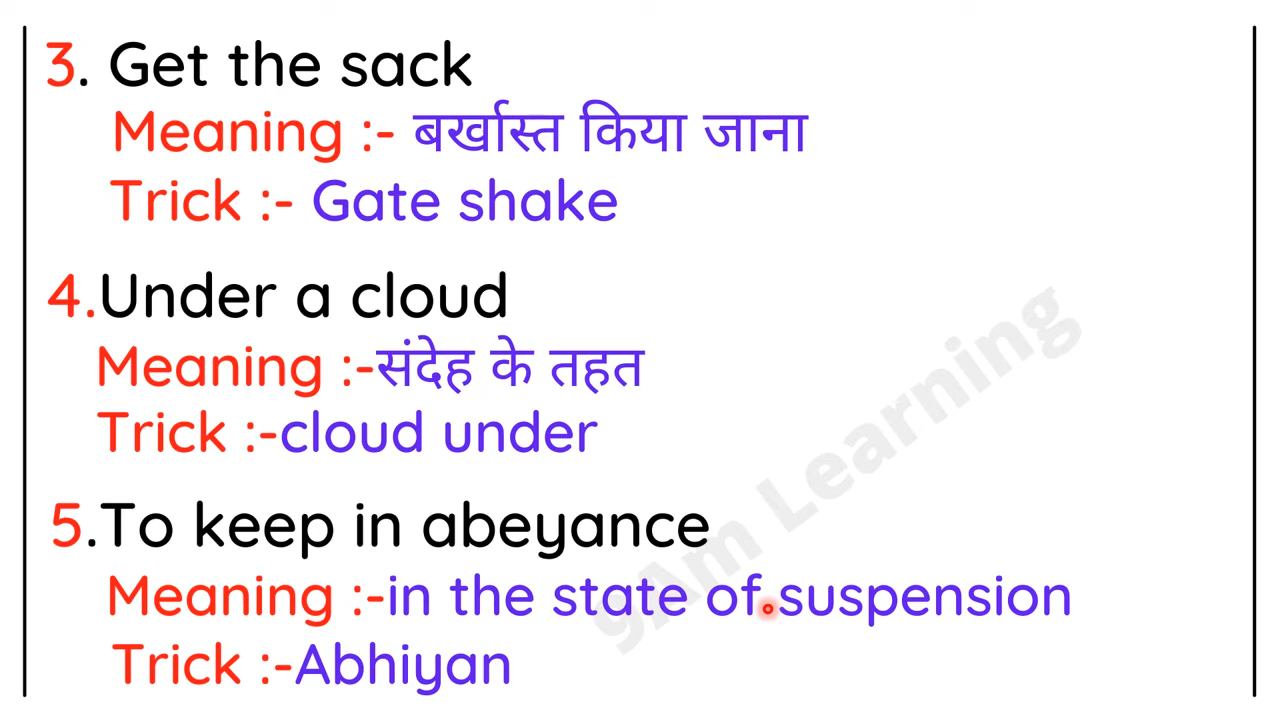 3. Get the sack
Meaning :- बर्खास्त किया जाना
Trick :- Gate shake
4.Under a cloud
Meaning :-संदेह के तहत
Trick :-cloud under
5.To keep in abeyance
Meaning :-in the state of suspension
Trick :-Abhiyan
9Am Learning